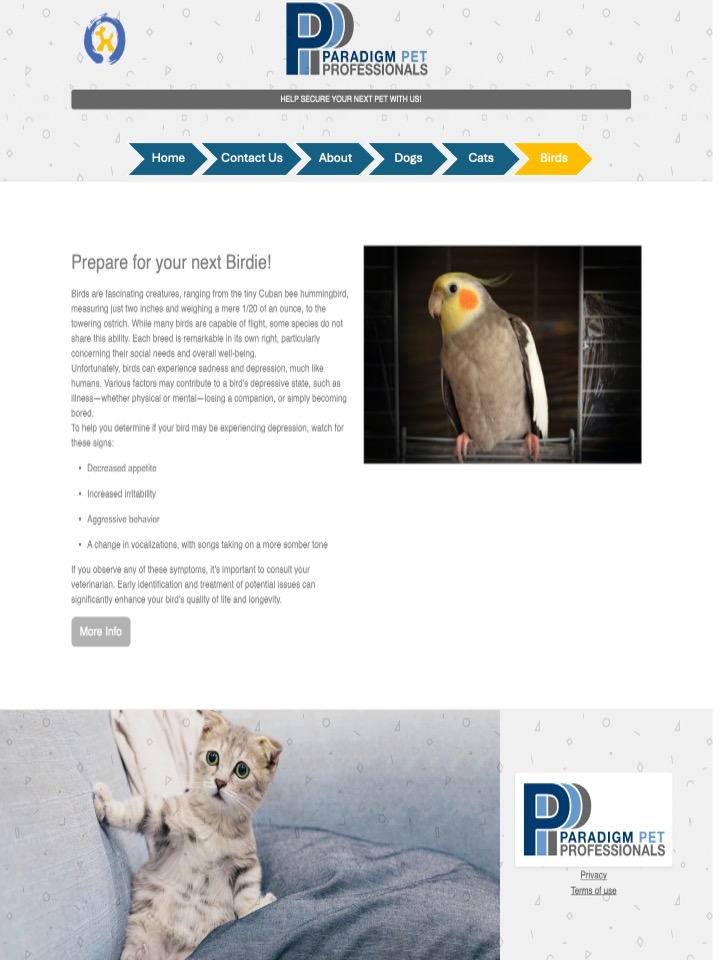 PARADIGM PET
PROFESSIONALS
HELP SECURE YOUR NEXT PET WITH US!
Home
Contact Us
About
Dogs
Cats
Birds
Prepare for your next Birdie!
Birds are fascinating creatures, ranging from the tiny Cuban bee hummingbird,
measuring just two inches and weighing a mere 1/20 of an ounce, to the
towering ostrich. While many birds are capable of flight, some species do not
share this ability. Each breed is remarkable in its own right, particularly
concerning their social needs and overall well-being.
Unfortunately, birds can experience sadness and depression, much like
humans. Various factors may contribute to a bird's depressive state, such as
illness—whether physical or mental—losing a companion, or simply becoming
bored.
To help you determine if your bird may be experiencing depression, watch for
these signs:
• Decreased appetite
• Increased irritability
• Aggressive behavior
• A change in vocalizations, with songs taking on a more somber tone
If you observe any of these symptoms, it's important to consult your
veterinarian. Early identification and treatment of potential issues can
significantly enhance your bird's quality of life and longevity.
More Info
PARADIGM PET
PROFESSIONALS
Privacy
Terms of use